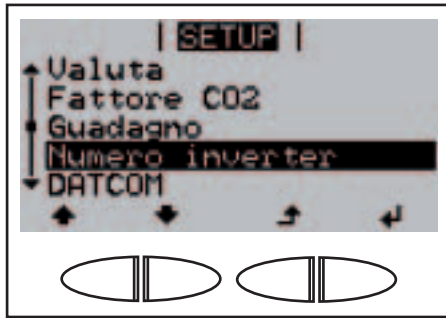 SETUP
Valuta
Fattore CO2
Guadagno
Numero inverter
DATCOM